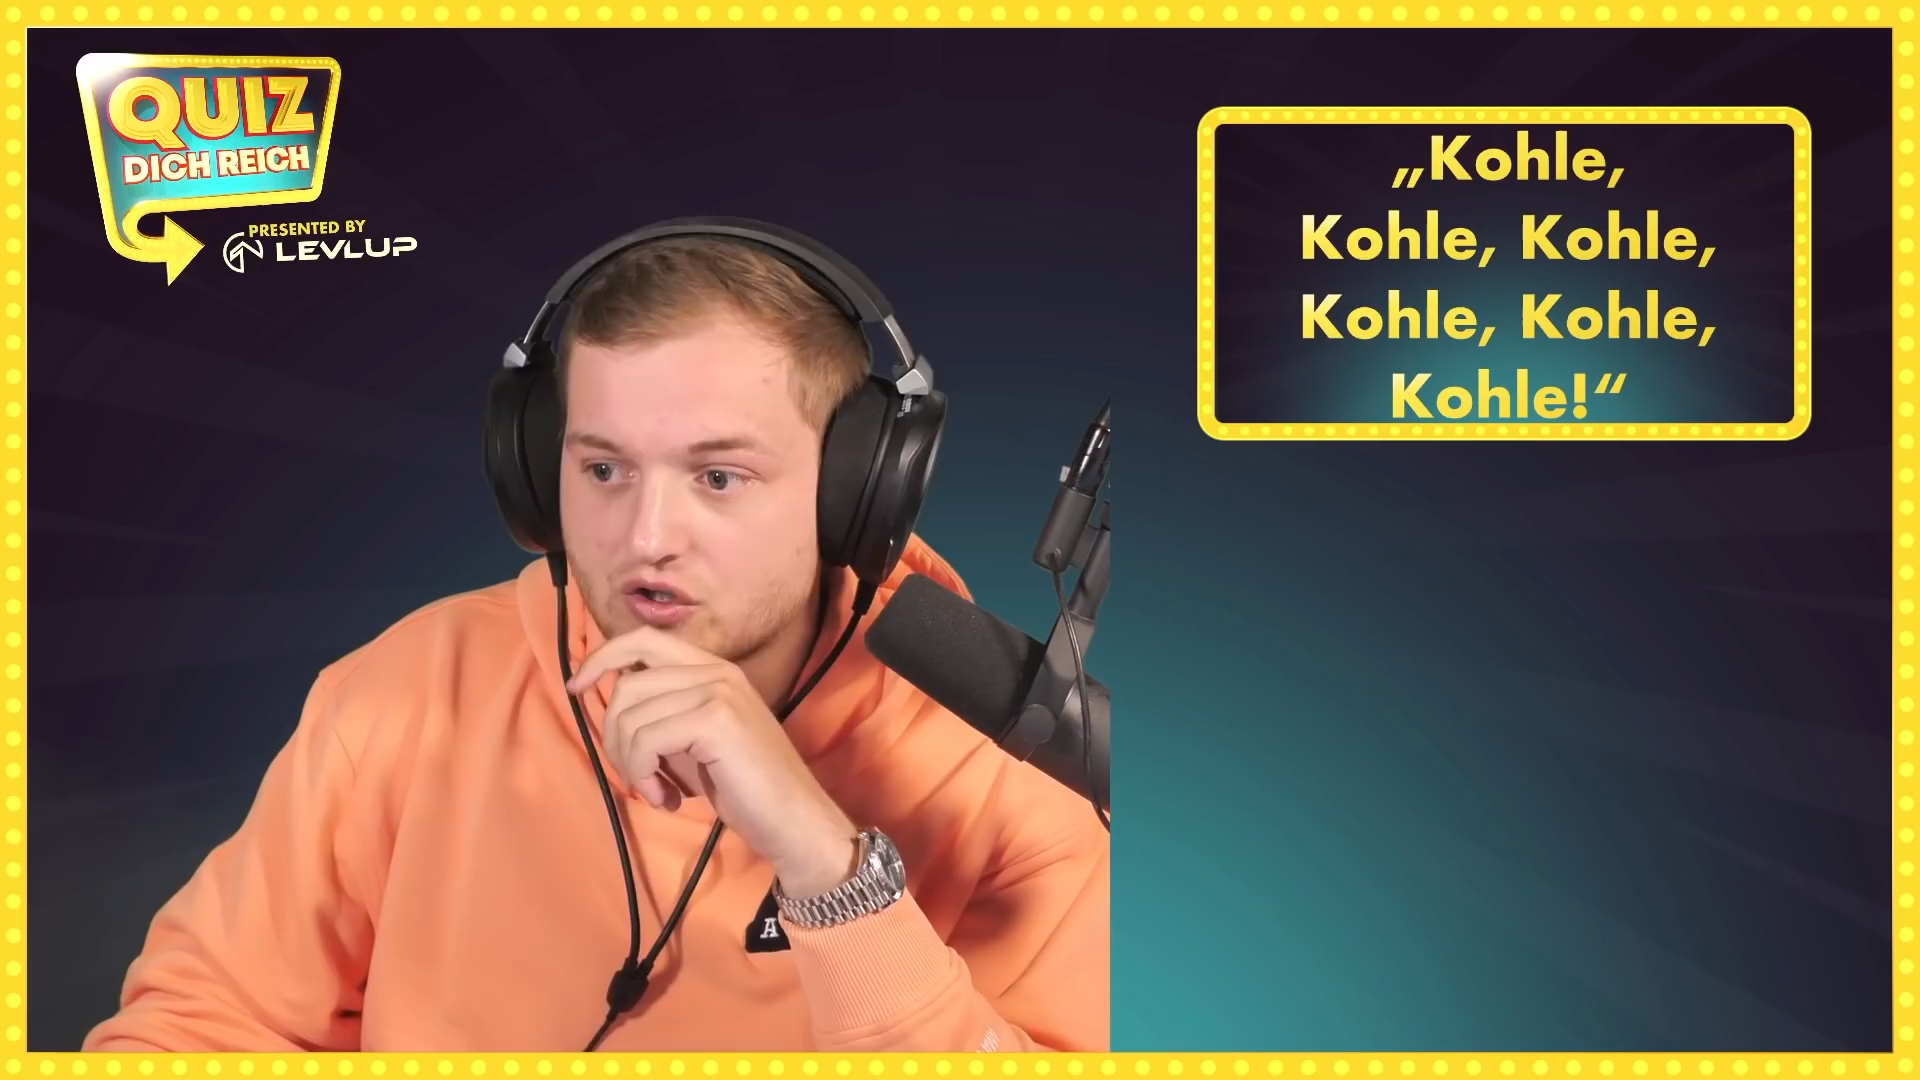 QUIZ
DICH REICH
PRESENTED BY
LEVLUP
„Kohle,
Kohle, Kohle,
Kohle, Kohle,
Kohle!“
A